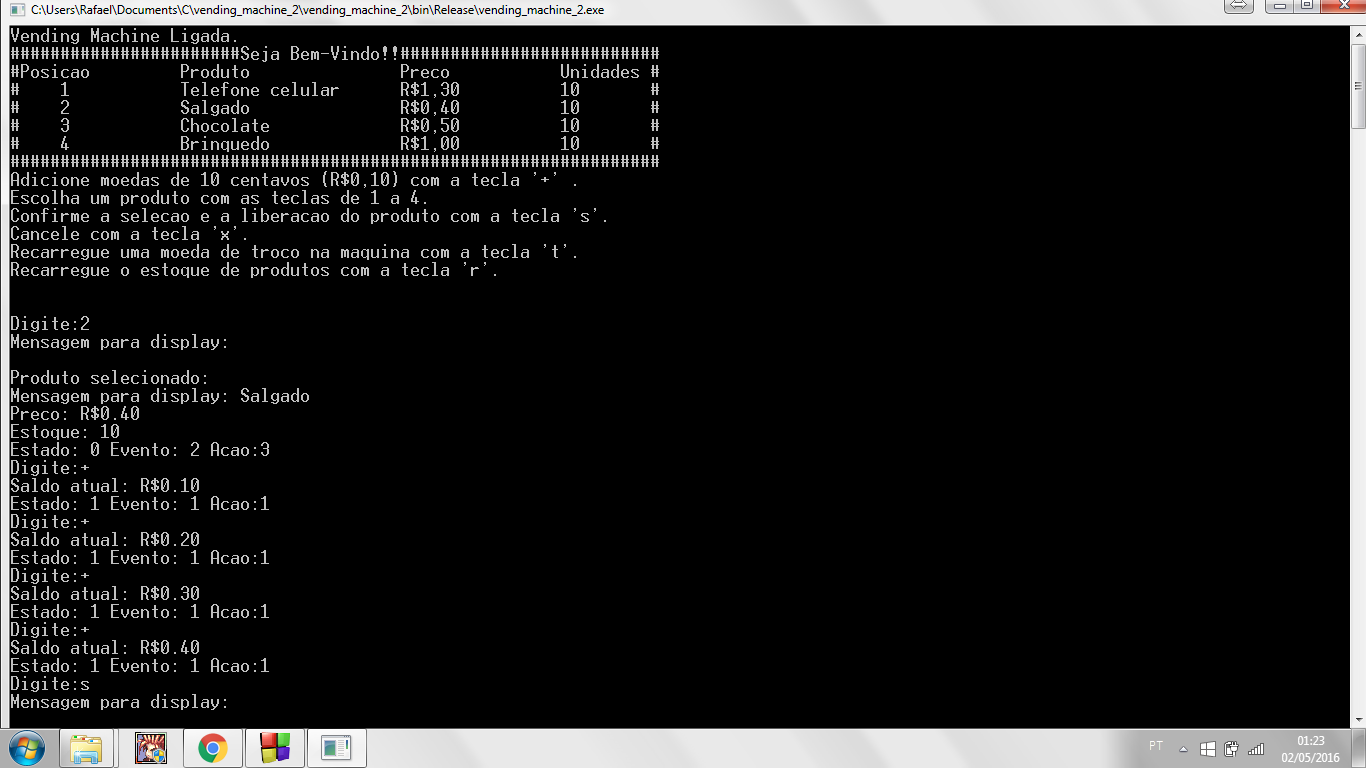 C:\Users\Rafael\Documents\C\vending_machine_2\vending_machine_2\bin\Release\vending_machine_2.exe
Vending Machine Ligada.
#######################Seja Bem-Vindo!!##########################
#Posicao         Produto               Preco           Unidades #
#    1           Telefone celular      R$1,30          10       #
#    2           Salgado               R$0,40          10       #
#    3           Chocolate             R$0,50          10       #
#    4           Brinquedo             R$1,00          10       #
#################################################################
Adicione moedas de 10 centavos (R$0,10) com a tecla '+' .
Escolha um produto com as teclas de 1 a 4.
Confirme a selecao e a liberacao do produto com a tecla 's'.
Cancele com a tecla 'x'.
Recarregue uma moeda de troco na maquina com a tecla 't'.
Recarregue o estoque de produtos com a tecla 'r'.
Digite:2
Mensagem para display:
Produto selecionado:
Mensagem para display: Salgado
Preco: R$0.40
Estoque: 10
Estado: 0 Evento: 2 Acao:3
Digite:+
Saldo atual: R$0.10
Estado: 1 Evento: 1 Acao:1
Digite:+
Saldo atual: R$0.20
Estado: 1 Evento: 1 Acao:1
Digite:+
Saldo atual: R$0.30
Estado: 1 Evento: 1 Acao:1
Digite:+
Saldo atual: R$0.40
Estado: 1 Evento: 1 Acao:1
Digite:s
Mensagem para display:
PT
01:23
02/05/2016